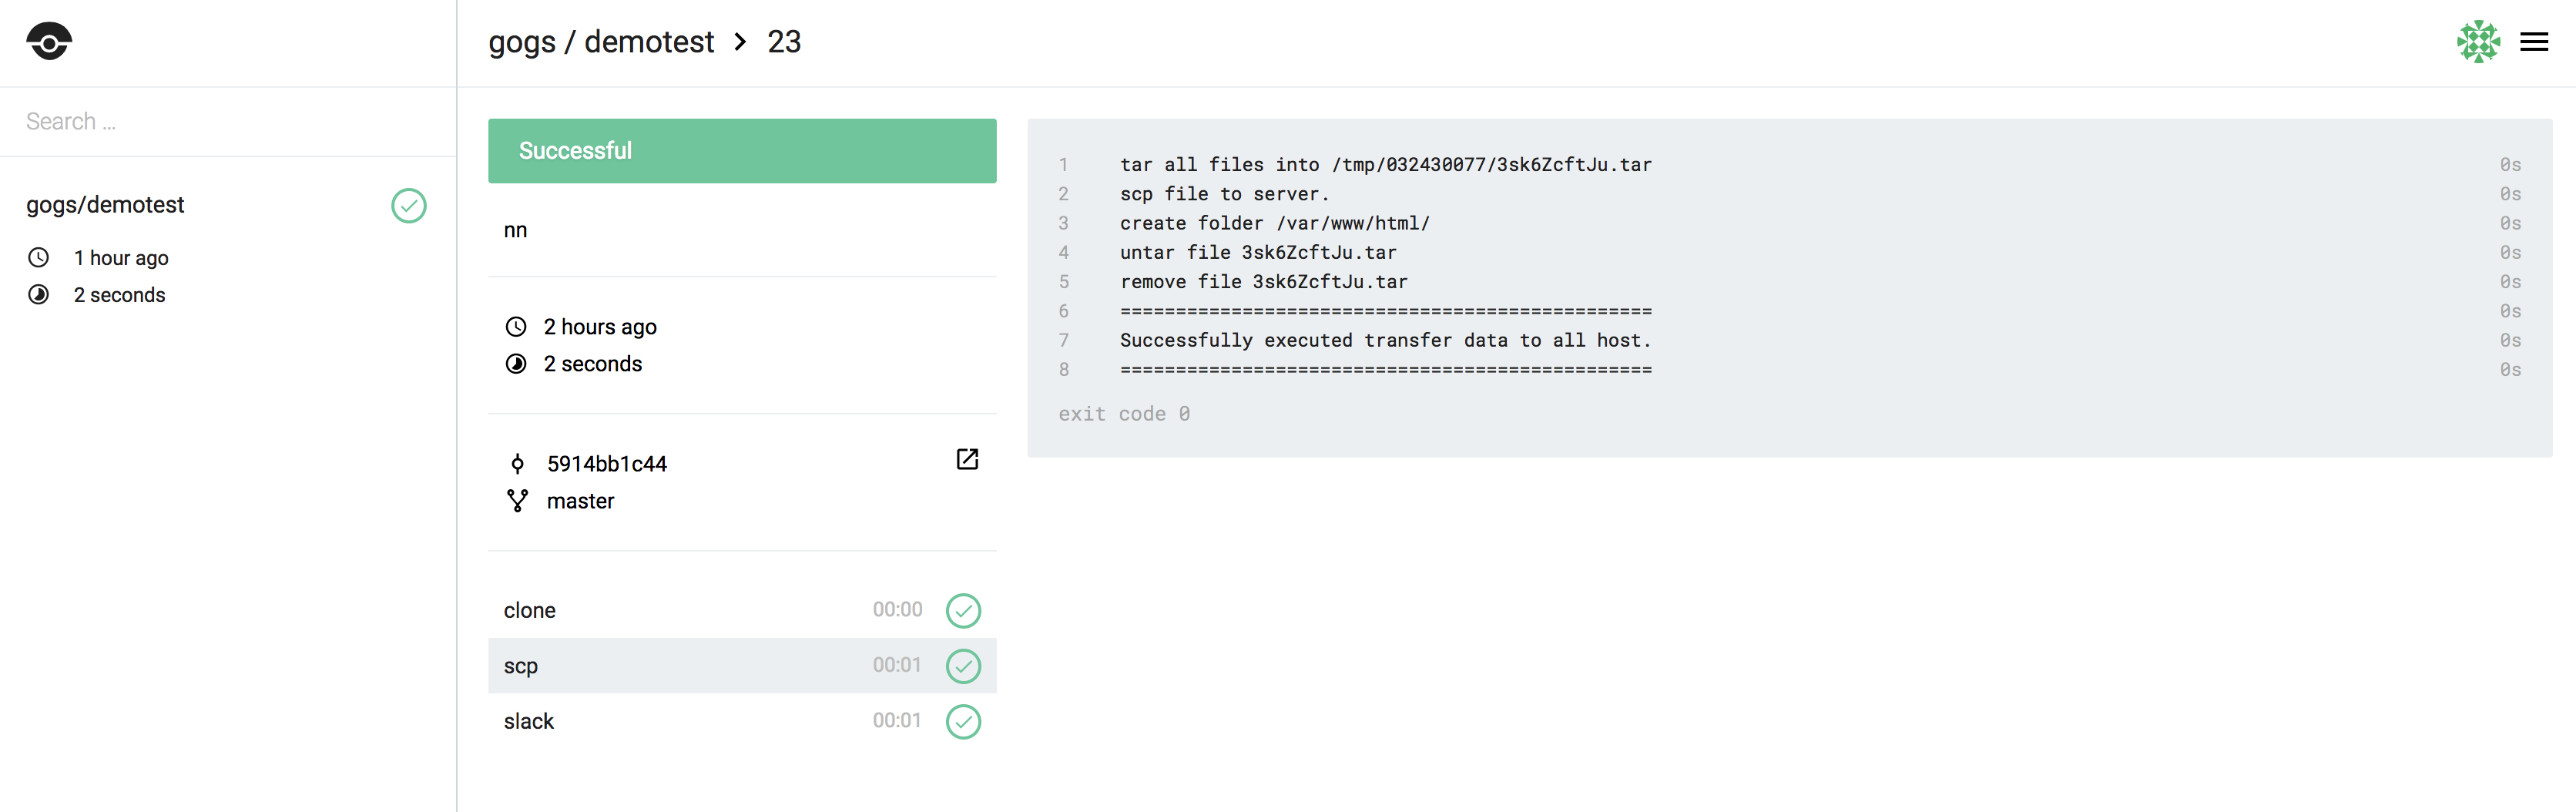 gogs / demotest > 23
Search ...
gogs/demotest
1 hour ago
2 seconds
Successful
nn
2 hours ago
2 seconds
5914bb1c44
master
clone 00:00
scp 00:01
slack 00:01
1 tar all files into /tmp/032430077/3sk6ZcftJu.tar 0s
2 scp file to server. 0s
3 create folder /var/www/html/ 0s
4 untar file 3sk6ZcftJu.tar 0s
5 remove file 3sk6ZcftJu.tar 0s
6 ================================================ 0s
7 Successfully executed transfer data to all host. 0s
8 ================================================ 0s
exit code 0